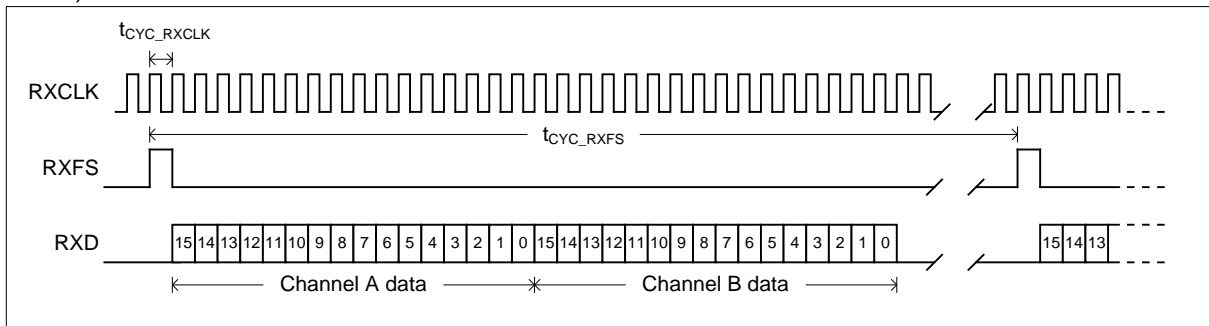 tCYC_RXCLK
RXCLK
tCYC_RXFS
RXFS
RXD 15 14 13 12 11 10 9 8 7 6 5 4 3 2 1 0 15 14 13 12 11 10 9 8 7 6 5 4 3 2 1 0 15 14 13
Channel A data Channel B data